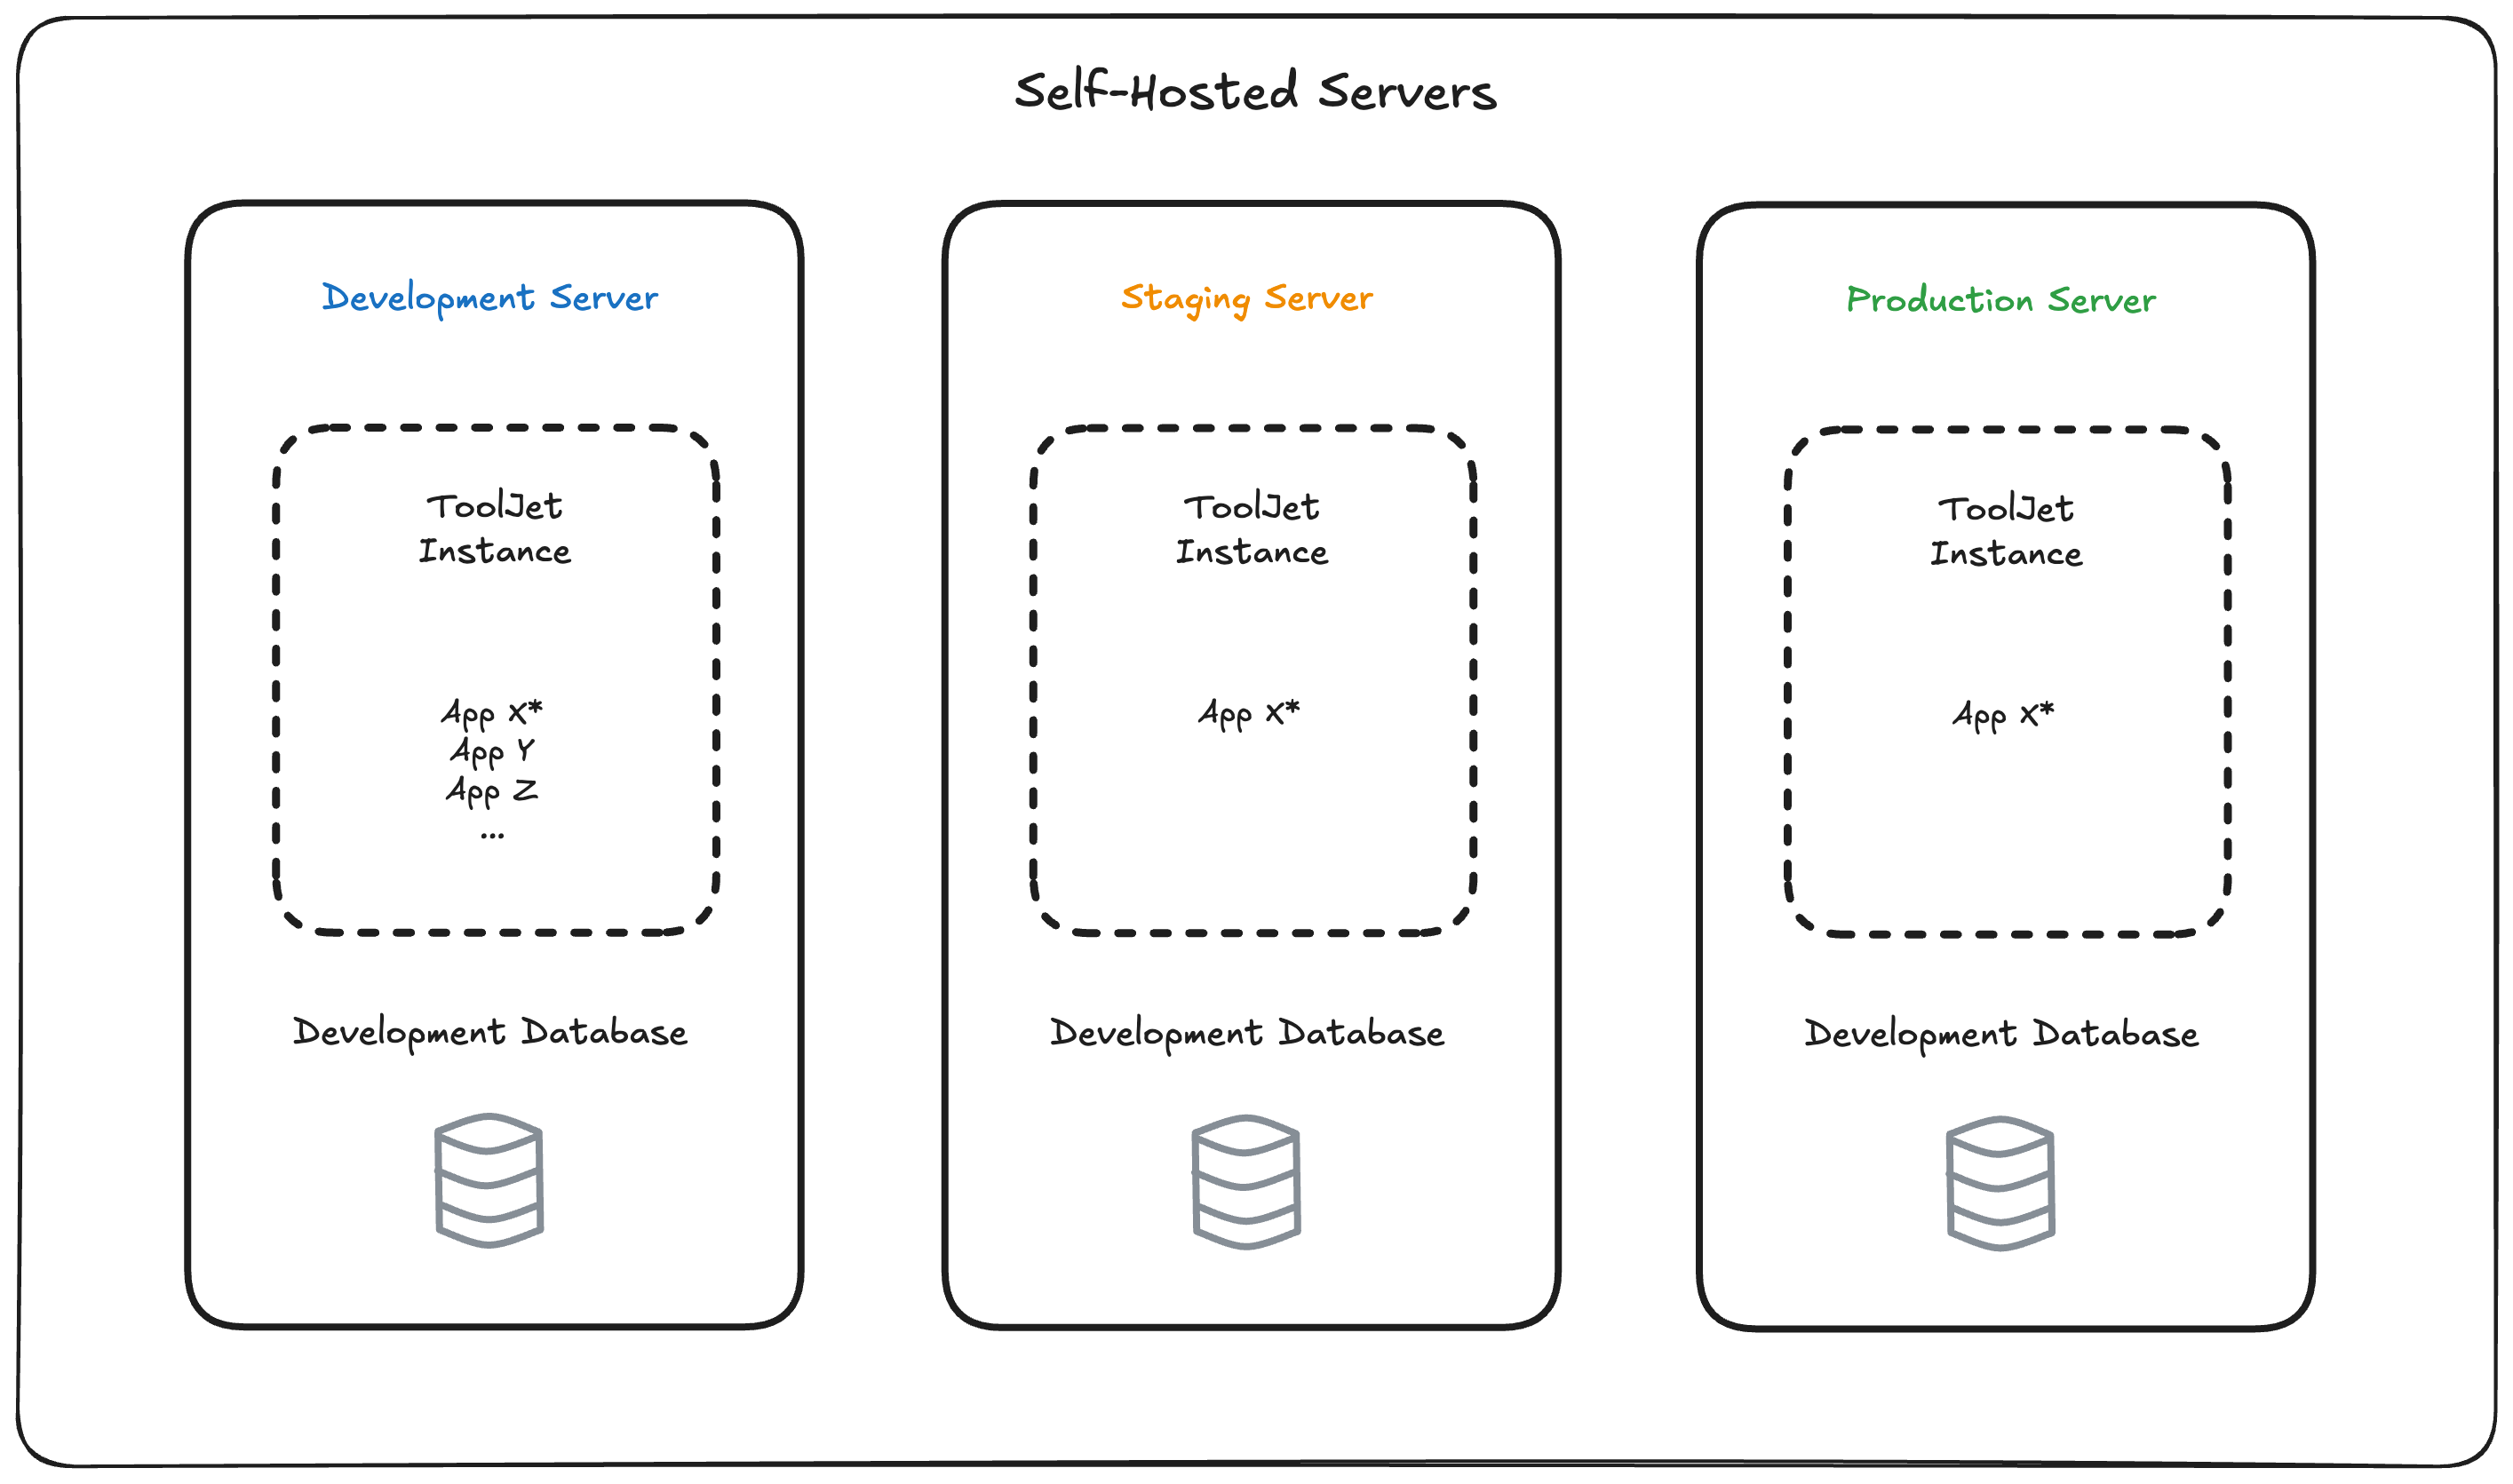 Self-Hosted Servers
Development Server
ToolJet
Instance
App X*
App Y
App Z
...
Development Database
Staging Server
ToolJet
Instance
App X*
Development Database
Production Server
ToolJet
Instance
App X*
Development Database